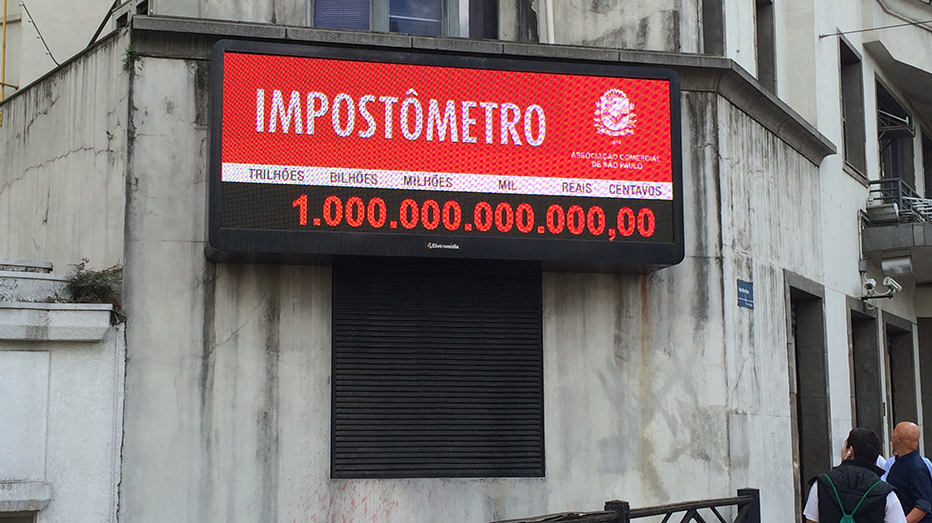 IMPOSTÔMETRO
ASSOCIAÇÃO COMERCIAL
DE SÃO PAULO
TRILHÕES BILHÕES MILHÕES MIL REAIS CENTAVOS
1.000.000.000.000,00
Eletromidia